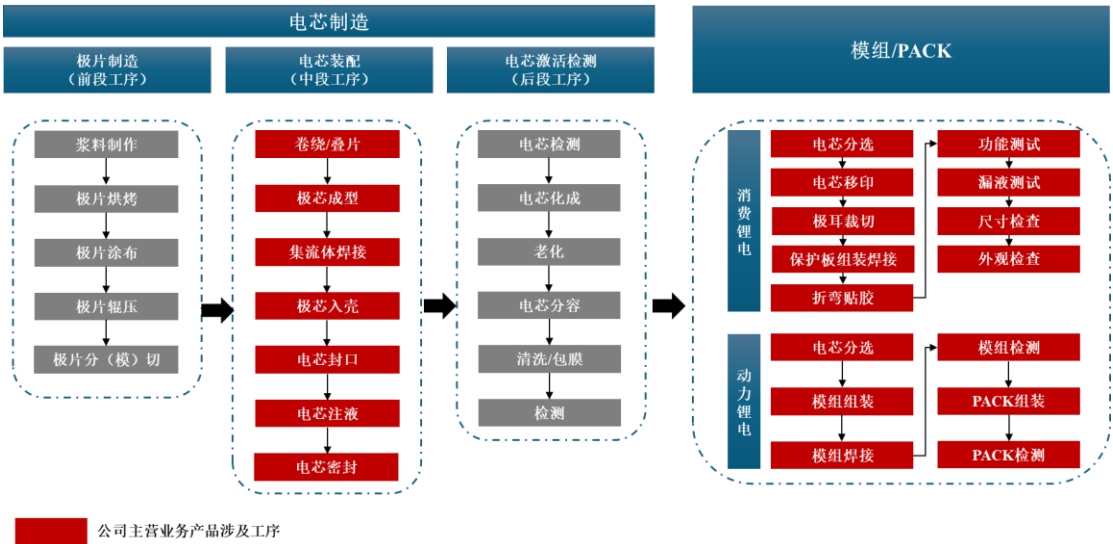 电芯制造
极片制造
（前段工序）
电芯装配
（中段工序）
电芯激活检测
（后段工序）
模组/PACK
浆料制作
极片烘烤
极片涂布
极片辊压
极片分（模）切
卷绕/叠片
极芯成型
集流体焊接
极芯入壳
电芯封口
电芯注液
电芯密封
电芯检测
电芯化成
老化
电芯分容
清洗/包膜
检测
消费锂电
电芯分选
电芯移印
极耳裁切
保护板组装焊接
折弯贴胶
功能测试
漏液测试
尺寸检查
外观检查
动力锂电
电芯分选
模组组装
模组焊接
模组检测
PACK组装
PACK检测
公司主营业务产品涉及工序